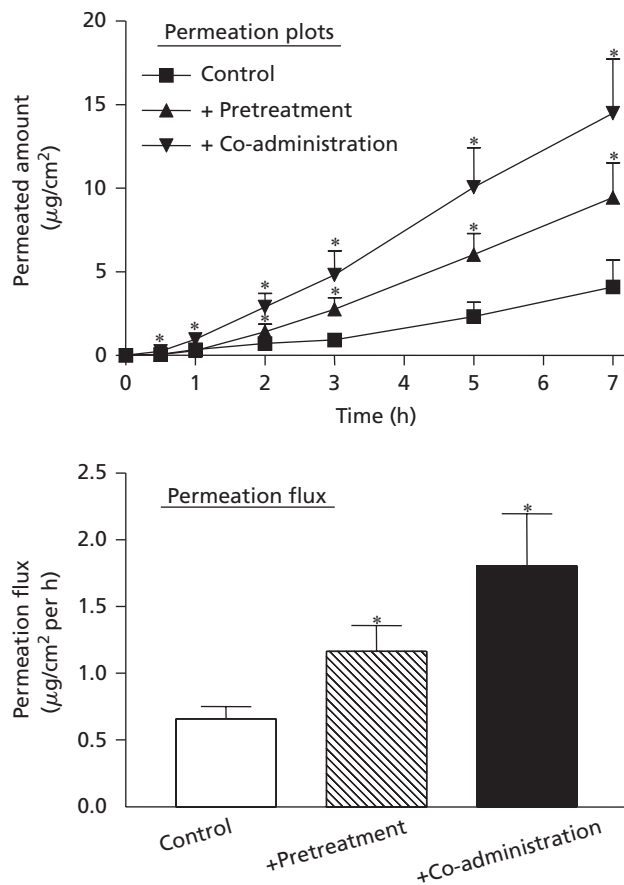 Permeation plots
Control
+ Pretreatment
+ Co-administration
Permeated amount
(μg/cm²)
20
15
10
5
0
* * * * * *
* * * *
0 1 2 3 4 5 6 7
Time (h)
Permeation flux
Permeation flux
(μg/cm² per h)
2.5
2.0
1.5
1.0
0.5
0.0
* *
Control
+Pretreatment
+Co-administration